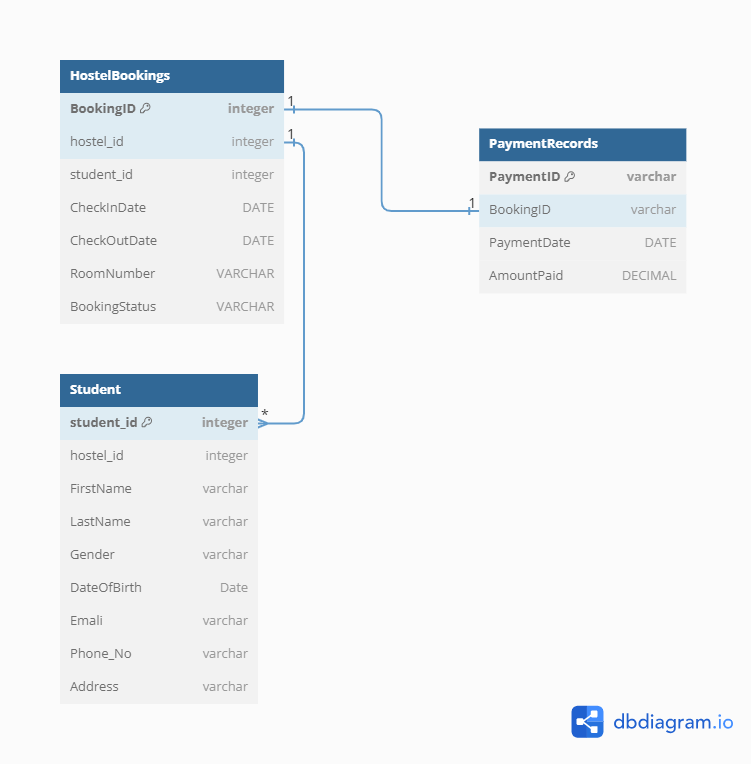 HostelBookings
BookingID integer
hostel_id integer
student_id integer
CheckInDate DATE
CheckOutDate DATE
RoomNumber VARCHAR
BookingStatus VARCHAR
1
1
1
PaymentRecords
PaymentID varchar
BookingID varchar
PaymentDate DATE
AmountPaid DECIMAL
Student
student_id integer
*
hostel_id integer
FirstName varchar
LastName varchar
Gender varchar
DateOfBirth Date
Emali varchar
Phone_No varchar
Address varchar
dbdiagram.io